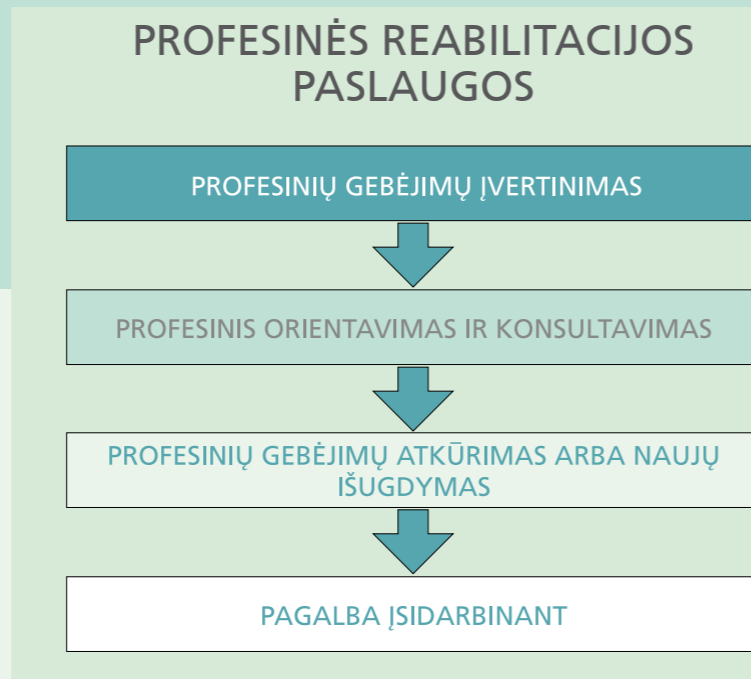 PROFESINĖS REABILITACIJOS
PASLAUGOS
PROFESINIŲ GEBĖJIMŲ ĮVERTINIMAS
PROFESINIS ORIENTAVIMAS IR KONSULTAVIMAS
PROFESINIŲ GEBĖJIMŲ ATKŪRIMAS ARBA NAUJŲ
IŠUGDYMAS
PAGALBA ĮSIDARBINANT